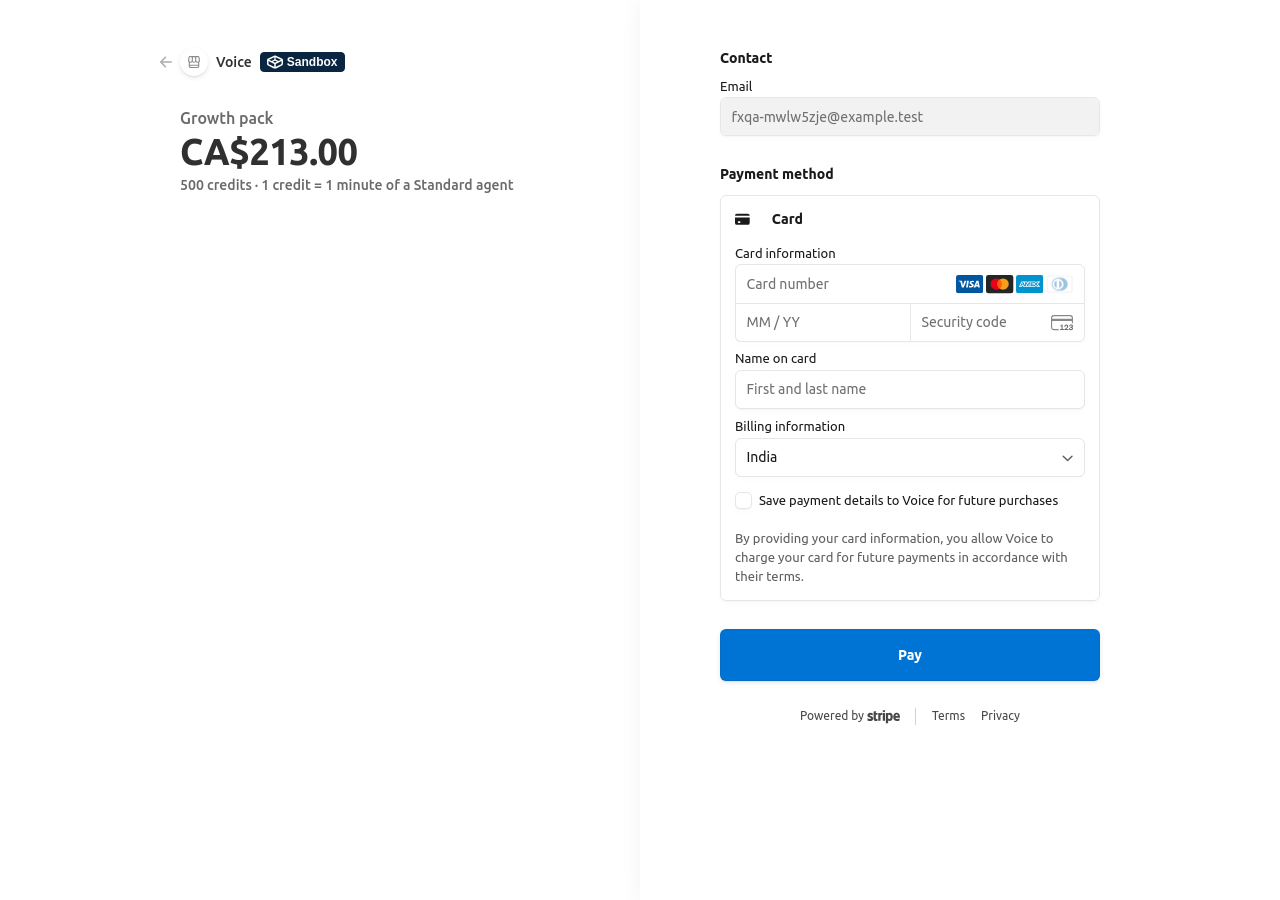 Voice Sandbox
Growth pack
CA$213.00
500 credits · 1 credit = 1 minute of a Standard agent
Contact
Email
fxqa-mwlw5zje@example.test
Payment method
Card
Card information
Card number VISA AMEX
MM / YY Security code 123
Name on card
First and last name
Billing information
India
Save payment details to Voice for future purchases
By providing your card information, you allow Voice to
charge your card for future payments in accordance with
their terms.
Pay
Powered by stripe Terms Privacy